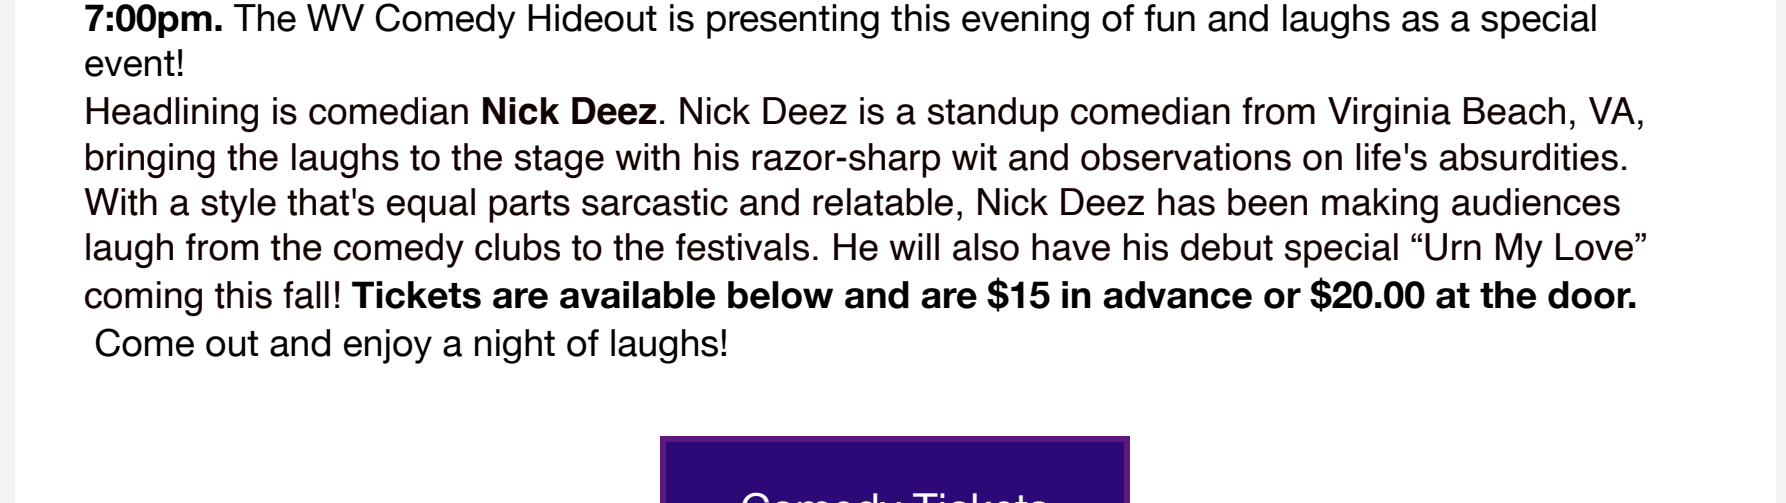 7:00pm. The WV Comedy Hideout is presenting this evening of fun and laughs as a special
event!
Headlining is comedian Nick Deez. Nick Deez is a standup comedian from Virginia Beach, VA,
bringing the laughs to the stage with his razor-sharp wit and observations on life's absurdities.
With a style that's equal parts sarcastic and relatable, Nick Deez has been making audiences
laugh from the comedy clubs to the festivals. He will also have his debut special “Urn My Love”
coming this fall! Tickets are available below and are $15 in advance or $20.00 at the door.
Come out and enjoy a night of laughs!
Comedy Tickets